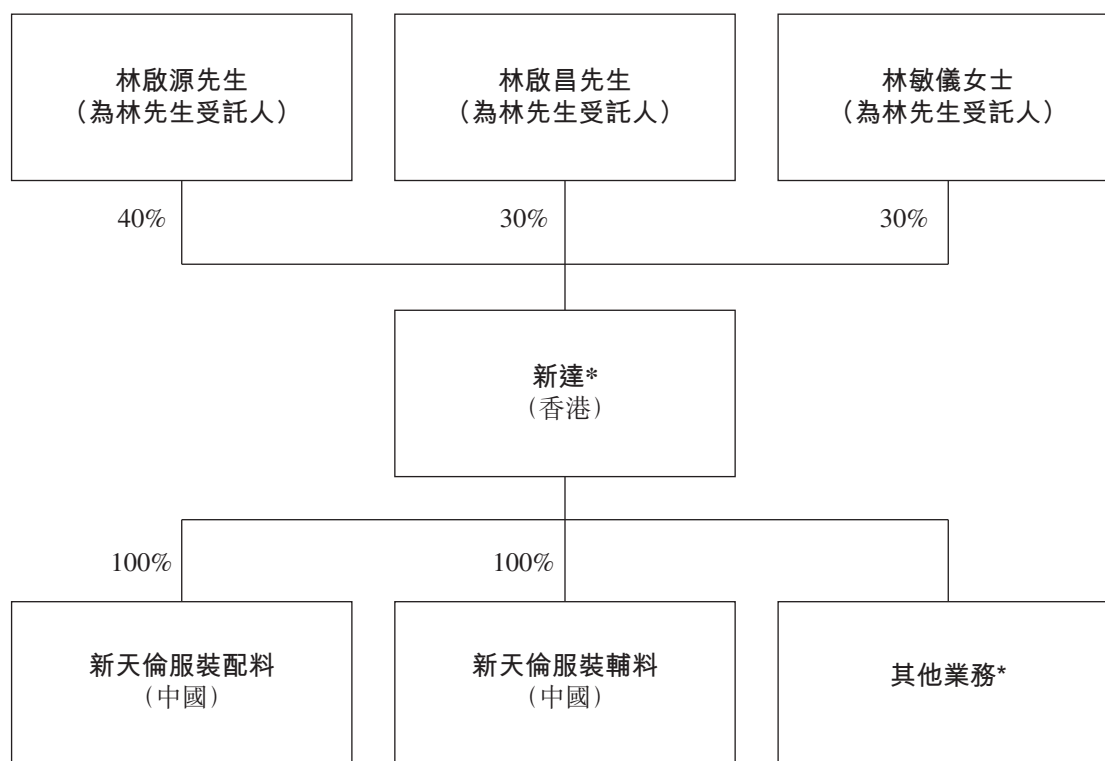 林啟源先生
（為林先生受託人）
林啟昌先生
（為林先生受託人）
林敏儀女士
（為林先生受託人）
40%
30%
30%
新達*
（香港）
100%
100%
新天倫服裝配料
（中國）
新天倫服裝輔料
（中國）
其他業務*